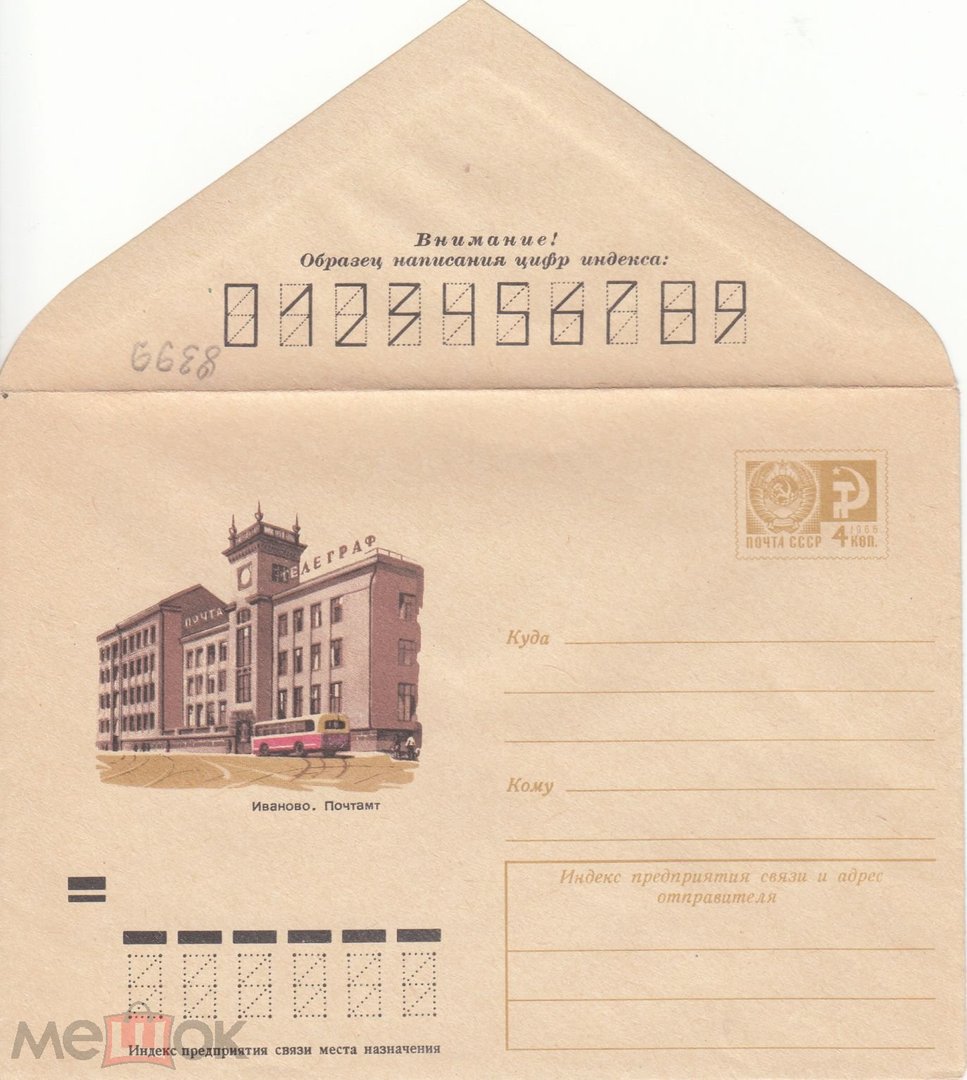 Внимание!
Образец написания цифр индекса:
0123456789
8399
ПОЧТА СССР 4 КОП.
1966
ТЕЛЕГРАФ
ПОЧТА
Куда
Кому
Иваново. Почтамт
Индекс предприятия связи и адрес
отправителя
Индекс предприятия связи места назначения
мешок